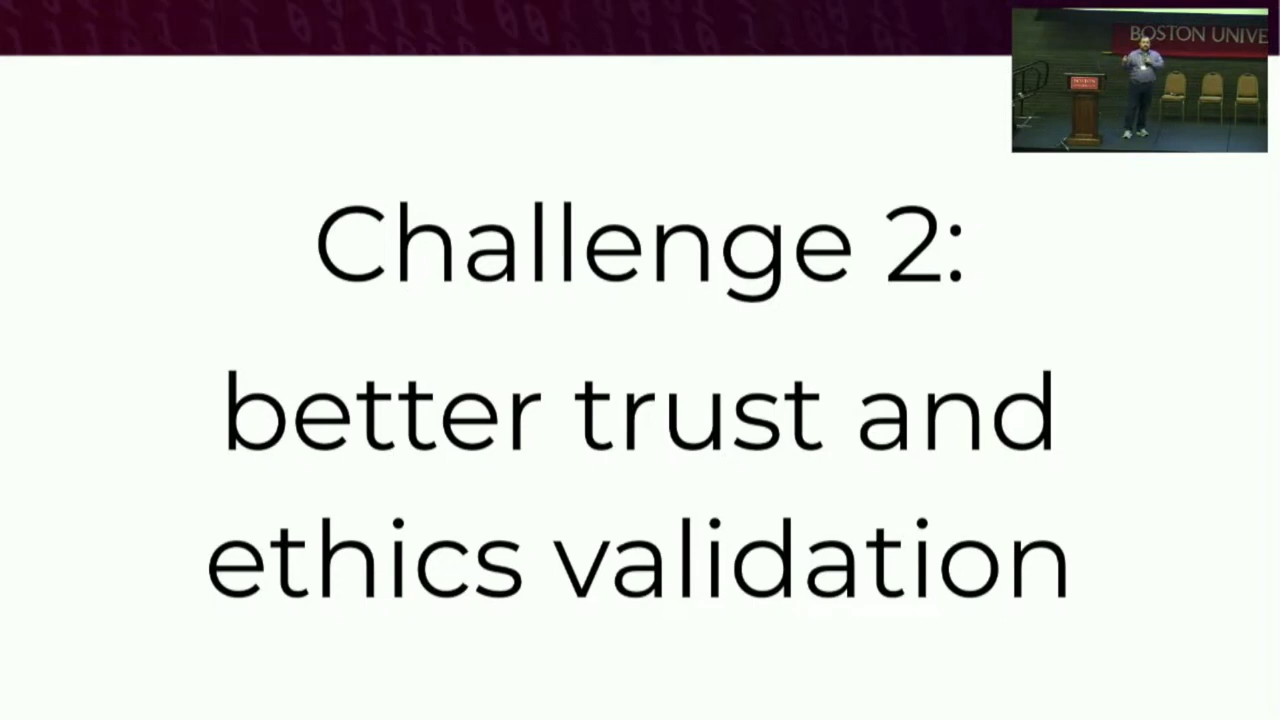 BOSTON UNIVE
Challenge 2:
better trust and
ethics validation